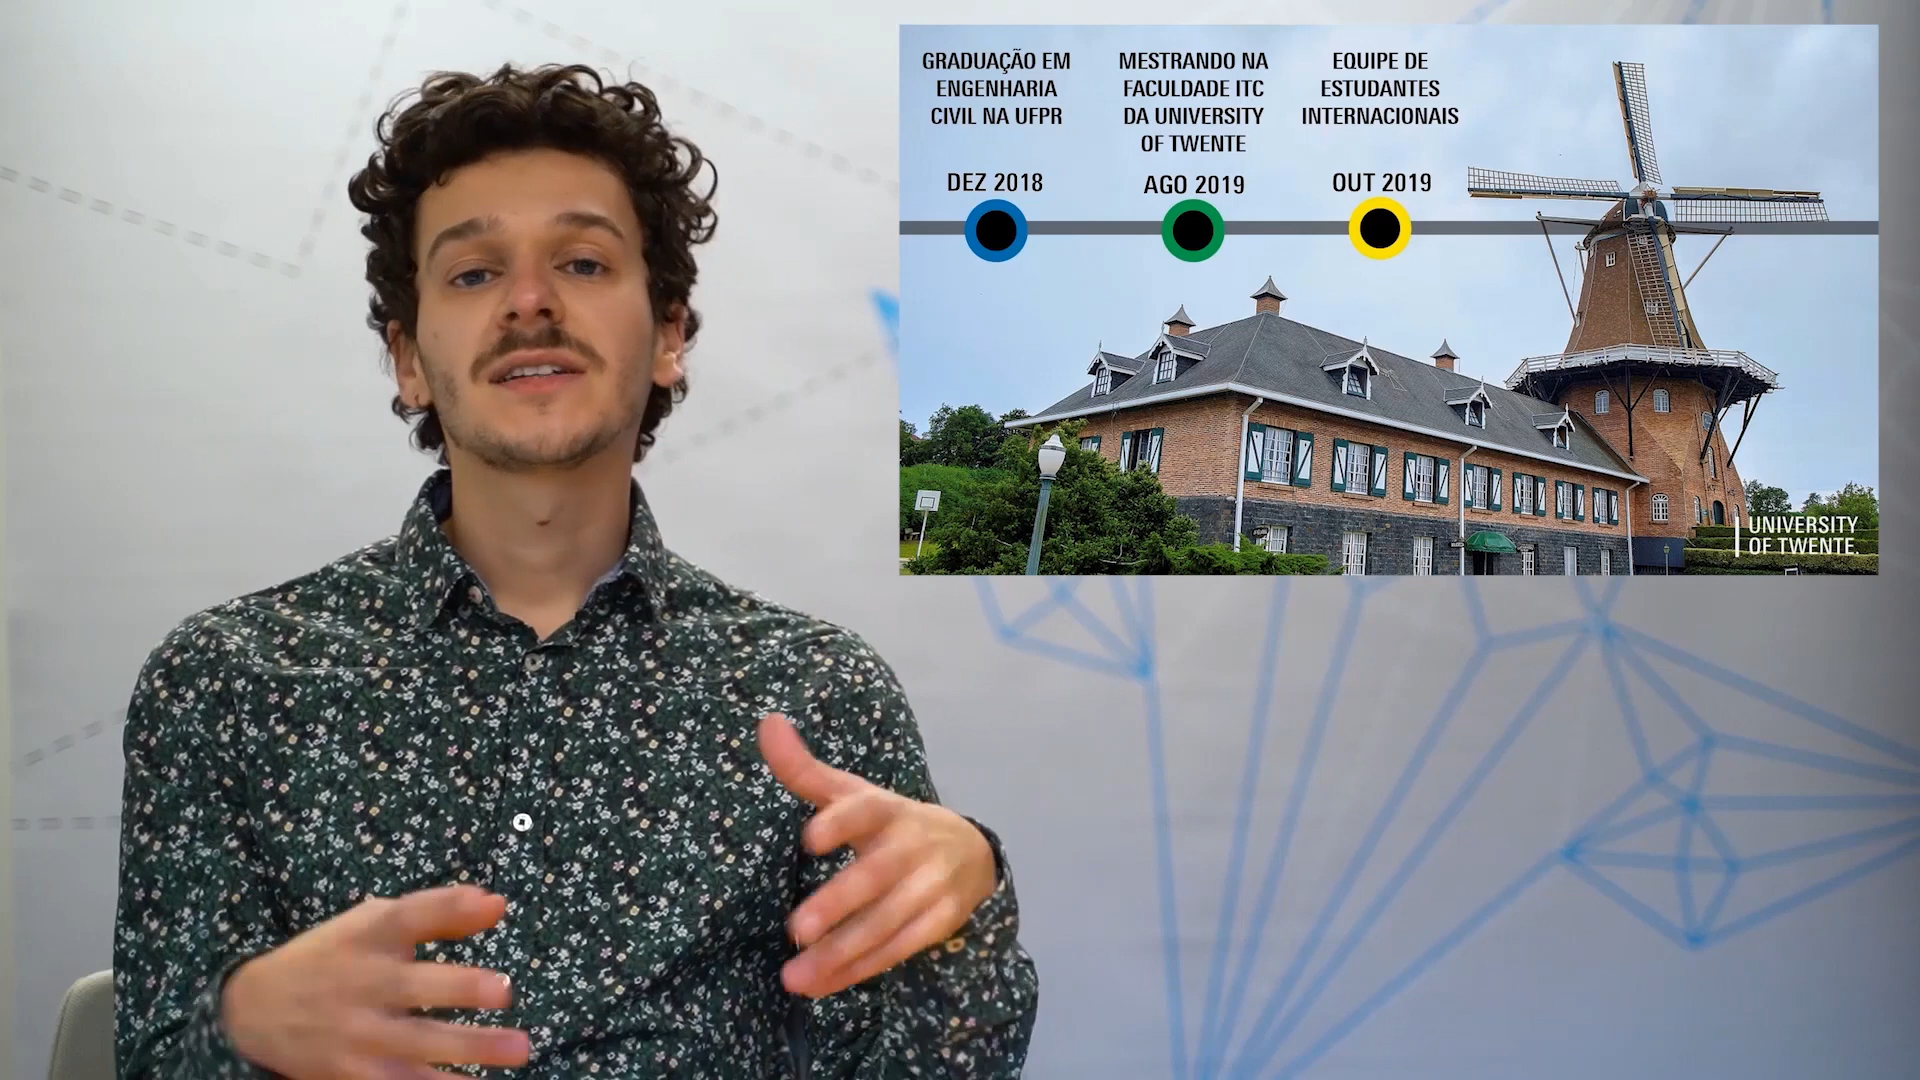 GRADUAÇÃO EM
ENGENHARIA
CIVIL NA UFPR
DEZ 2018
MESTRANDO NA
FACULDADE ITC
DA UNIVERSITY
OF TWENTE
AGO 2019
EQUIPE DE
ESTUDANTES
INTERNACIONAIS
OUT 2019
UNIVERSITY
OF TWENTE.